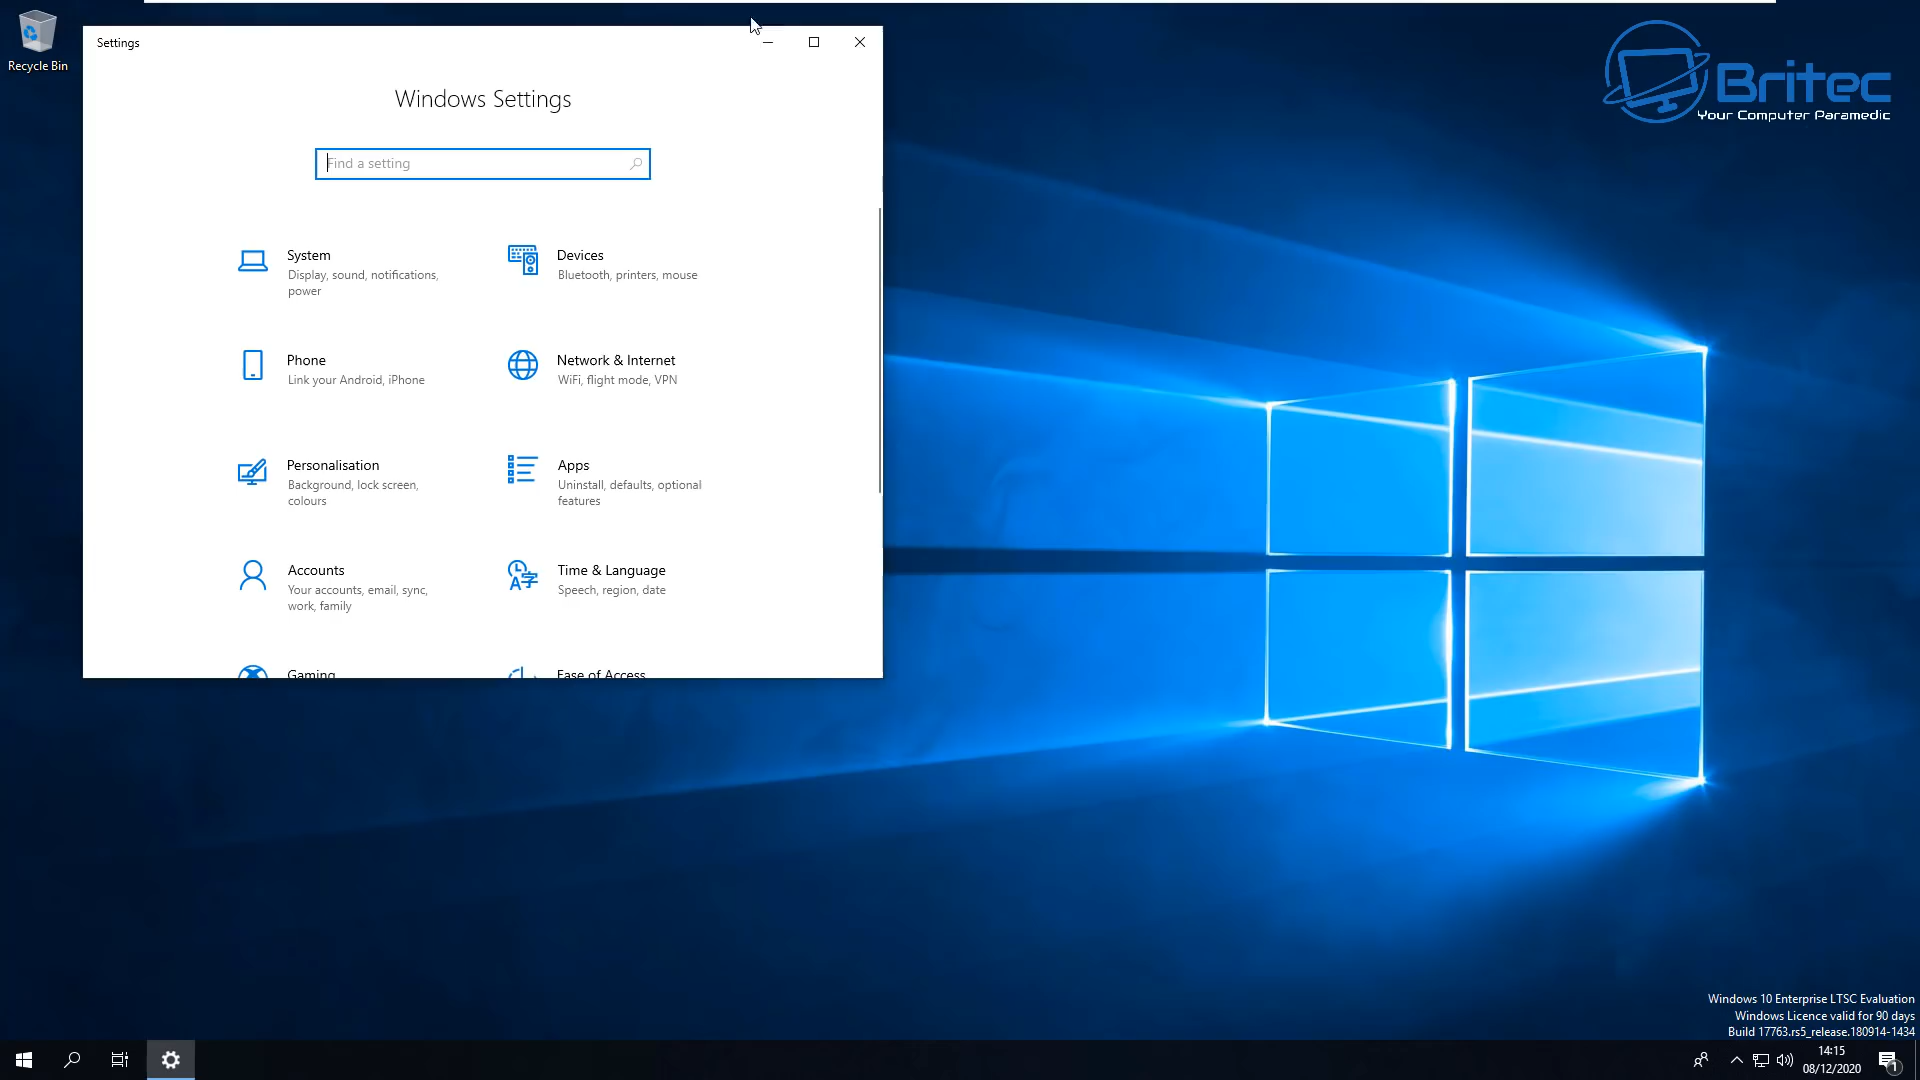 Recycle Bin
Settings
Windows Settings
Find a setting
System
Display, sound, notifications,
power
Devices
Bluetooth, printers, mouse
Phone
Link your Android, iPhone
Network & Internet
WiFi, flight mode, VPN
Personalisation
Background, lock screen,
colours
Apps
Uninstall, defaults, optional
features
Accounts
Your accounts, email, sync,
work, family
Time & Language
Speech, region, date
Gaming
Ease of Access
Britec
Your Computer Paramedic
Windows 10 Enterprise LTSC Evaluation
Windows Licence valid for 90 days
Build 17763.rs5_release.180914-1434
14:15
08/12/2020
1